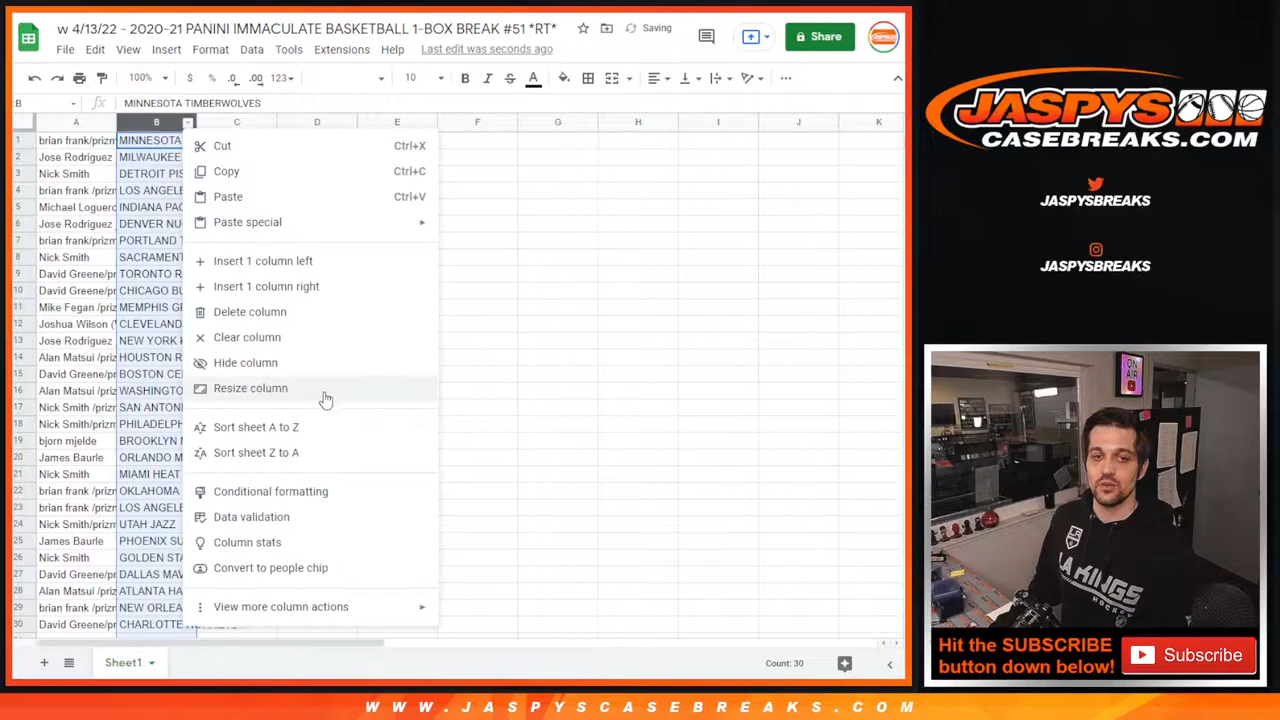 w 4/13/22 - 2020-21 PANINI IMMACULATE BASKETBALL 1-BOX BREAK #51 *RT*
Saving
Share
File Edit View Insert Format Data Tools Extensions Help Last edit was seconds ago
100% $ % .0 .00 123 10 B I S A
B fx MINNESOTA TIMBERWOLVES
A B C D E F G H I J K
1 brian frank/prizm MINNESOTA
2 Jose Rodriguez MILWAUKEE
3 Nick Smith DETROIT PIS
4 brian frank /prizm LOS ANGELE
5 Michael Loguerc INDIANA PAC
6 Jose Rodriguez DENVER NU
7 brian frank/prizm PORTLAND T
8 Nick Smith SACRAMENT
9 David Greene/pr TORONTO R
10 David Greene/pr CHICAGO BU
11 Mike Fegan /priz MEMPHIS GF
12 Joshua Wilson ( CLEVELAND
13 Jose Rodriguez NEW YORK K
14 Alan Matsui /priz HOUSTON R
15 David Greene/pr BOSTON CEI
16 Alan Matsui /priz WASHINGTO
17 Nick Smith/prizm SAN ANTONI
18 Nick Smith/prizm PHILADELPH
19 bjorn mjelde BROOKLYN N
20 James Baurle ORLANDO M
21 Nick Smith MIAMI HEAT
22 brian frank /prizm OKLAHOMA
23 brian frank/prizm LOS ANGELE
24 Nick Smith/prizm UTAH JAZZ
25 James Baurle PHOENIX SU
26 Nick Smith GOLDEN STA
27 David Greene/pr DALLAS MAV
28 Alan Matsui /priz ATLANTA HA
29 brian frank/prizm NEW ORLEA
30 David Greene/pr CHARLOTTE HORNETS
Cut Ctrl+X
Copy Ctrl+C
Paste Ctrl+V
Paste special
Insert 1 column left
Insert 1 column right
Delete column
Clear column
Hide column
Resize column
Sort sheet A to Z
Sort sheet Z to A
Conditional formatting
Data validation
Column stats
Convert to people chip
View more column actions
Sheet1
Count: 30
JASPYS
CASEBREAKS.COM
JASPYSBREAKS
JASPYSBREAKS
ON
AIR
LA KINGS
HOCKEY
Hit the SUBSCRIBE
button down below!
Subscribe
WWW.JASPYSCASEBREAKS.COM